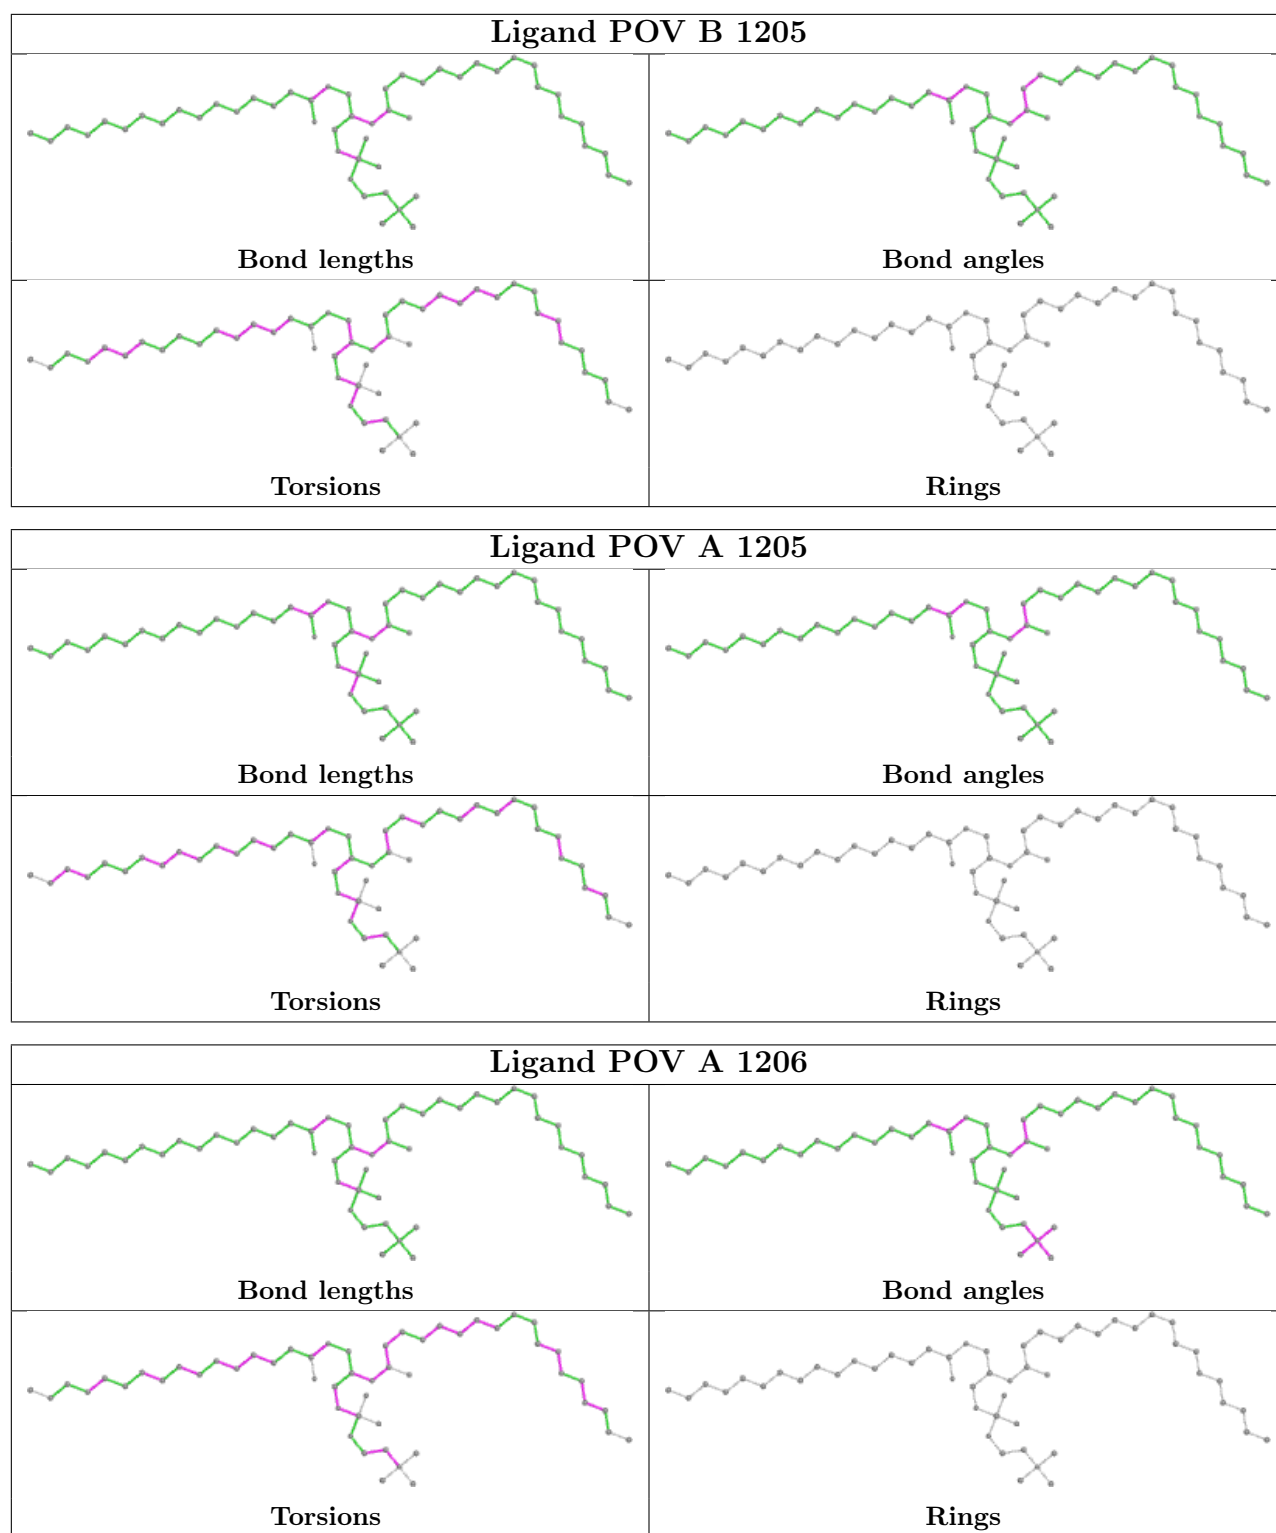 Ligand POV B 1205
Bond lengths
Bond angles
Torsions
Rings
Ligand POV A 1205
Bond lengths
Bond angles
Torsions
Rings
Ligand POV A 1206
Bond lengths
Bond angles
Torsions
Rings